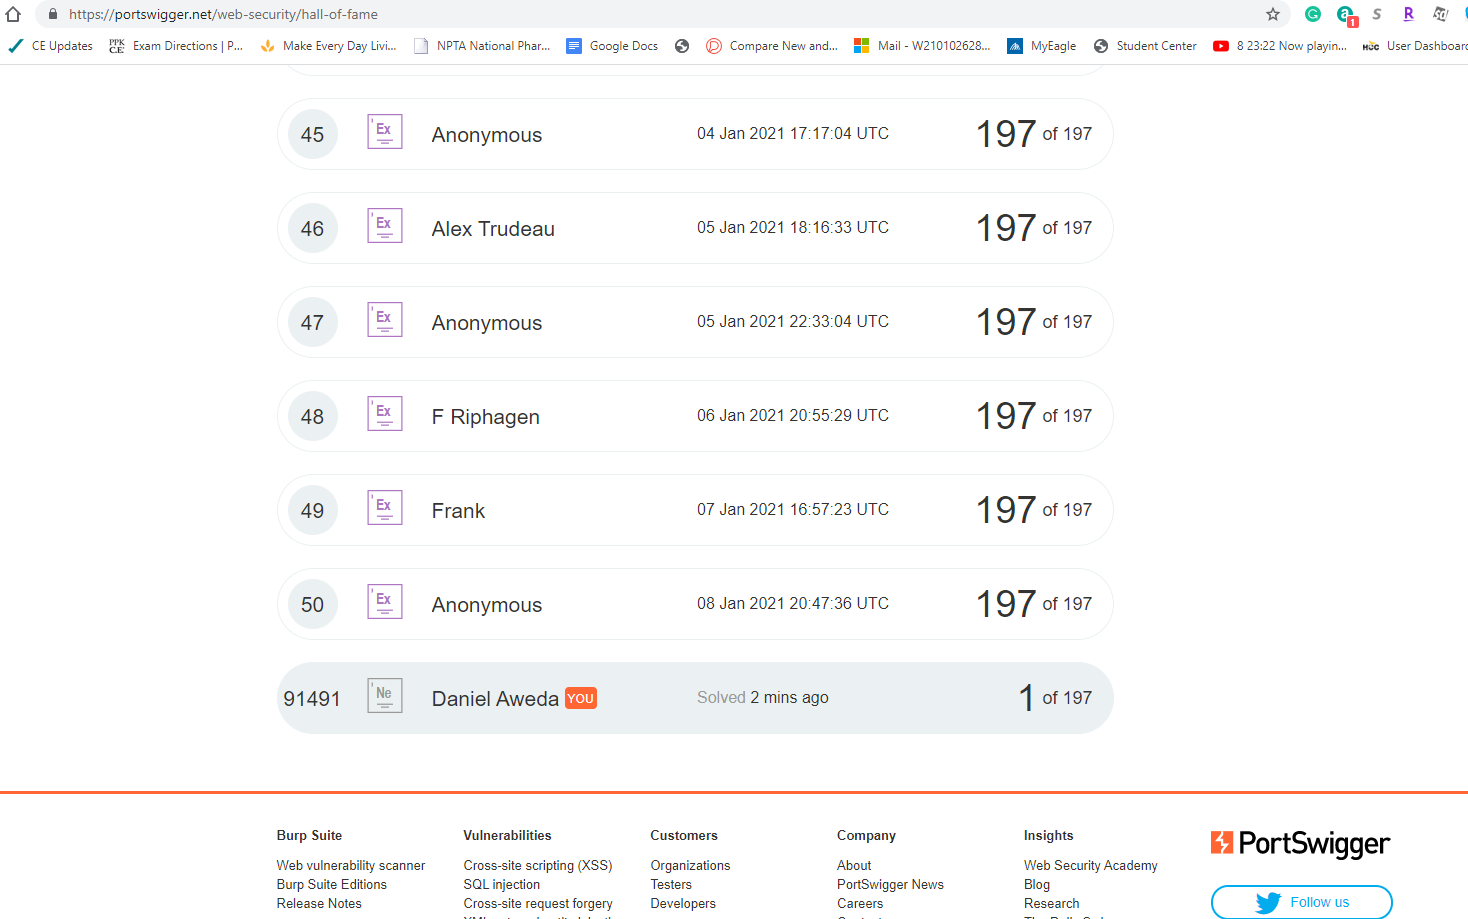 https://portswigger.net/web-security/hall-of-fame
CE Updates PPK C.E. Exam Directions | P... Make Every Day Livi... NPTA National Phar... Google Docs Compare New and... Mail - W210102628... MyEagle Student Center 8 23:22 Now playin... HCC User Dashboard
45 Ex Anonymous 04 Jan 2021 17:17:04 UTC 197 of 197
46 Ex Alex Trudeau 05 Jan 2021 18:16:33 UTC 197 of 197
47 Ex Anonymous 05 Jan 2021 22:33:04 UTC 197 of 197
48 Ex F Riphagen 06 Jan 2021 20:55:29 UTC 197 of 197
49 Ex Frank 07 Jan 2021 16:57:23 UTC 197 of 197
50 Ex Anonymous 08 Jan 2021 20:47:36 UTC 197 of 197
91491 Ne Daniel Aweda YOU Solved 2 mins ago 1 of 197
Burp Suite Vulnerabilities Customers Company Insights PortSwigger
Web vulnerability scanner Cross-site scripting (XSS) Organizations About Web Security Academy
Burp Suite Editions SQL injection Testers PortSwigger News Blog
Release Notes Cross-site request forgery Developers Careers Research Follow us